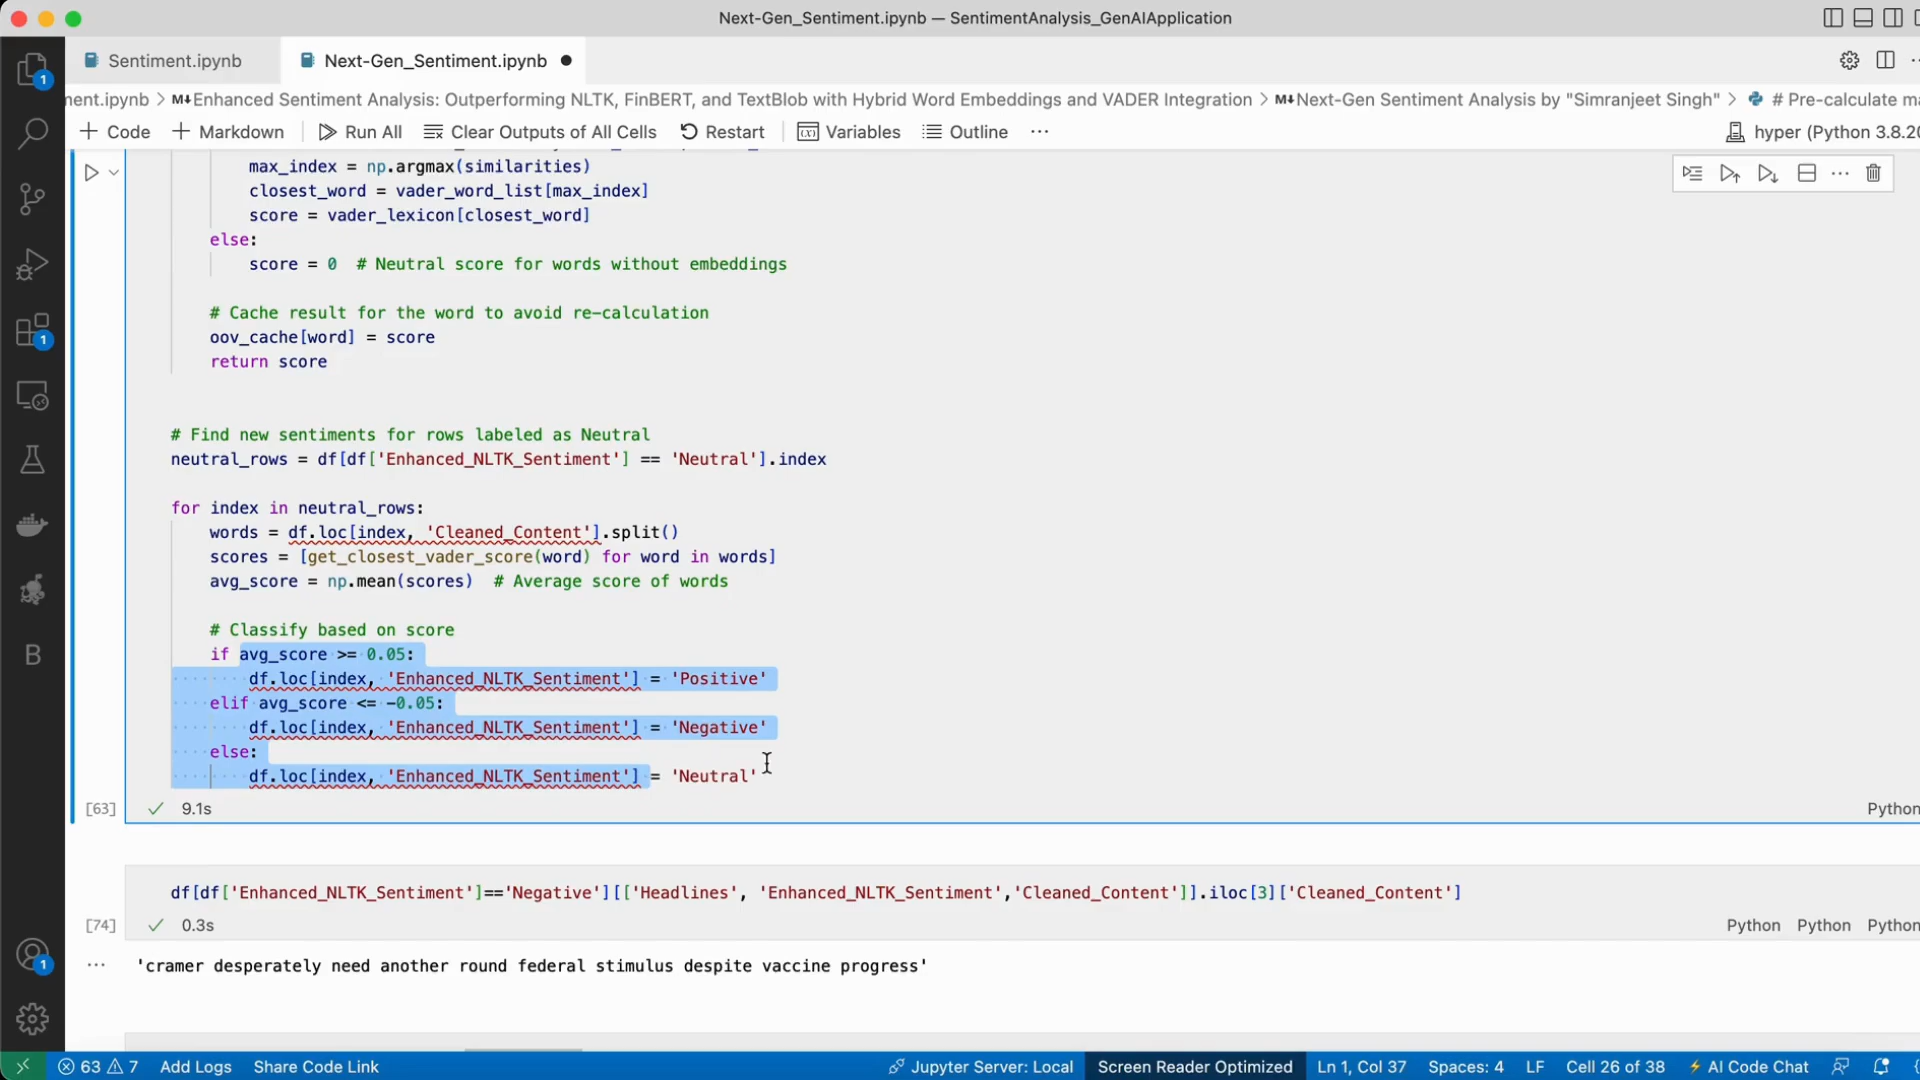 Next-Gen_Sentiment.ipynb — SentimentAnalysis_GenAIApplication
Sentiment.ipynb
Next-Gen_Sentiment.ipynb
ment.ipynb > M↓Enhanced Sentiment Analysis: Outperforming NLTK, FinBERT, and TextBlob with Hybrid Word Embeddings and VADER Integration > M↓Next-Gen Sentiment Analysis by "Simranjeet Singh" > # Pre-calculate ma
+ Code + Markdown Run All Clear Outputs of All Cells Restart Variables Outline ... hyper (Python 3.8.20
max_index = np.argmax(similarities)
closest_word = vader_word_list[max_index]
score = vader_lexicon[closest_word]
else:
score = 0 # Neutral score for words without embeddings
# Cache result for the word to avoid re-calculation
oov_cache[word] = score
return score
# Find new sentiments for rows labeled as Neutral
neutral_rows = df[df['Enhanced_NLTK_Sentiment'] == 'Neutral'].index
for index in neutral_rows:
words = df.loc[index, 'Cleaned_Content'].split()
scores = [get_closest_vader_score(word) for word in words]
avg_score = np.mean(scores) # Average score of words
# Classify based on score
if avg_score >= 0.05:
df.loc[index, 'Enhanced_NLTK_Sentiment'] = 'Positive'
elif avg_score <= -0.05:
df.loc[index, 'Enhanced_NLTK_Sentiment'] = 'Negative'
else:
df.loc[index, 'Enhanced_NLTK_Sentiment'] = 'Neutral'
[63] 9.1s Python
df[df['Enhanced_NLTK_Sentiment']=='Negative'][['Headlines', 'Enhanced_NLTK_Sentiment','Cleaned_Content']].iloc[3]['Cleaned_Content']
[74] 0.3s Python Python Python
'cramer desperately need another round federal stimulus despite vaccine progress'
1
1
B
1
63 7 Add Logs Share Code Link Jupyter Server: Local Screen Reader Optimized Ln 1, Col 37 Spaces: 4 LF Cell 26 of 38 AI Code Chat